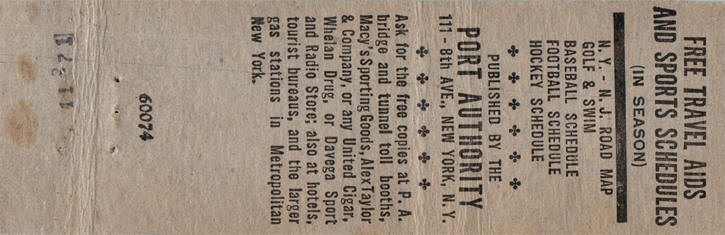 FREE TRAVEL AIDS
AND SPORTS SCHEDULES
(IN SEASON)
N. Y. - N. J. ROAD MAP
GOLF & SWIM
BASEBALL SCHEDULE
FOOTBALL SCHEDULE
HOCKEY SCHEDULE
PUBLISHED BY THE
PORT AUTHORITY
111 - 8th AVE., NEW YORK, N. Y.
Ask for the free copies at P. A.
bridge and tunnel toll booths,
Macy's Sporting Goods, Alex Taylor
& Company, or any United Cigar,
Whelan Drug, or Davega Sport
and Radio Store; also at hotels,
tourist bureaus, and the larger
gas stations in Metropolitan
New York.
60074